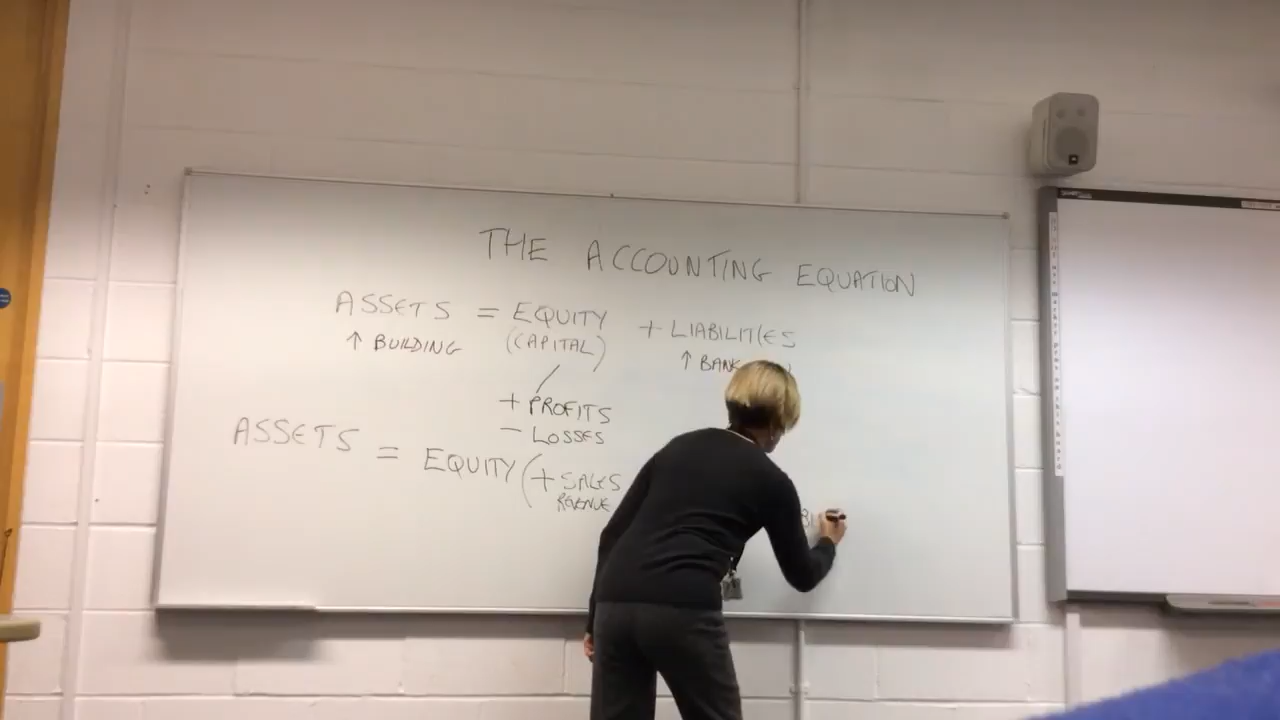 THE ACCOUNTING EQUATION
ASSETS = EQUITY + LIABILITIES
↑ BUILDING (CAPITAL) ↑ BANK
+ PROFITS
- LOSSES
ASSETS = EQUITY (+ SALES
REVENUE